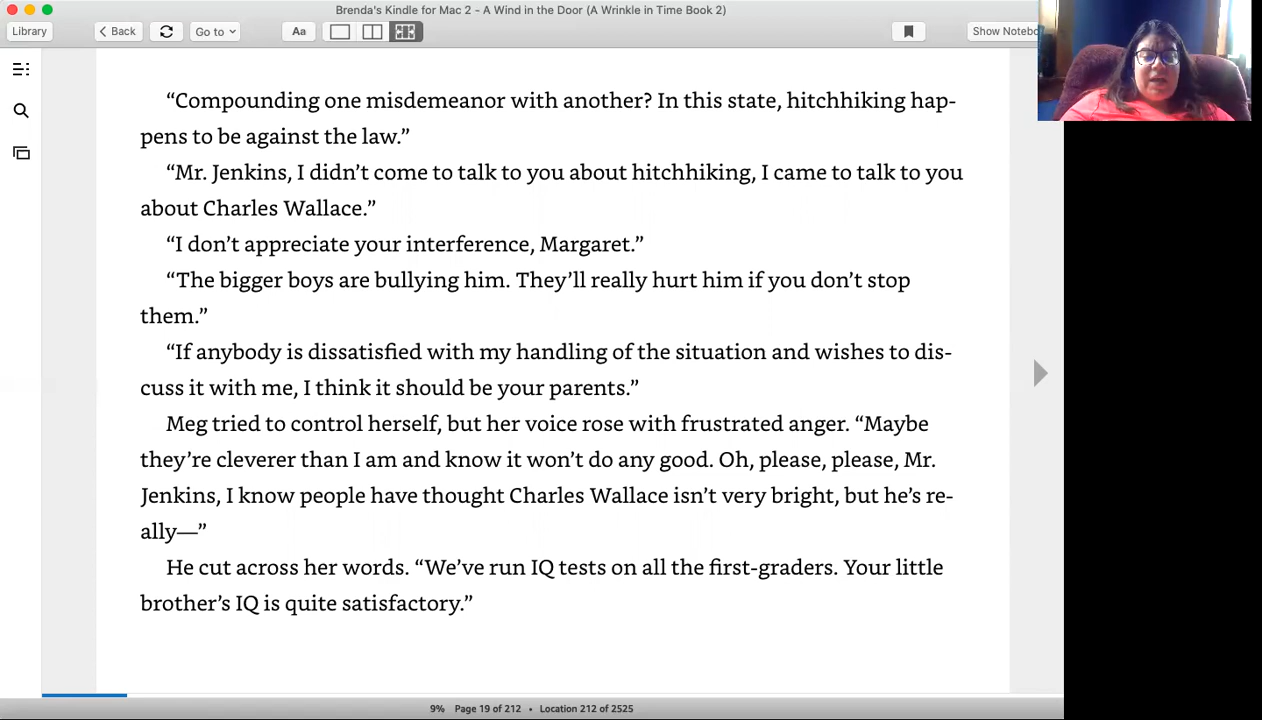 Brenda's Kindle for Mac 2 - A Wind in the Door (A Wrinkle in Time Book 2)
Library
Back
Go to
Aa
Show Notebo
“Compounding one misdemeanor with another? In this state, hitchhiking hap-
pens to be against the law.”
“Mr. Jenkins, I didn’t come to talk to you about hitchhiking, I came to talk to you
about Charles Wallace.”
“I don’t appreciate your interference, Margaret.”
“The bigger boys are bullying him. They’ll really hurt him if you don’t stop
them.”
“If anybody is dissatisfied with my handling of the situation and wishes to dis-
cuss it with me, I think it should be your parents.”
Meg tried to control herself, but her voice rose with frustrated anger. “Maybe
they’re cleverer than I am and know it won’t do any good. Oh, please, please, Mr.
Jenkins, I know people have thought Charles Wallace isn’t very bright, but he’s re-
ally—”
He cut across her words. “We’ve run IQ tests on all the first-graders. Your little
brother’s IQ is quite satisfactory.”
9% Page 19 of 212 • Location 212 of 2525